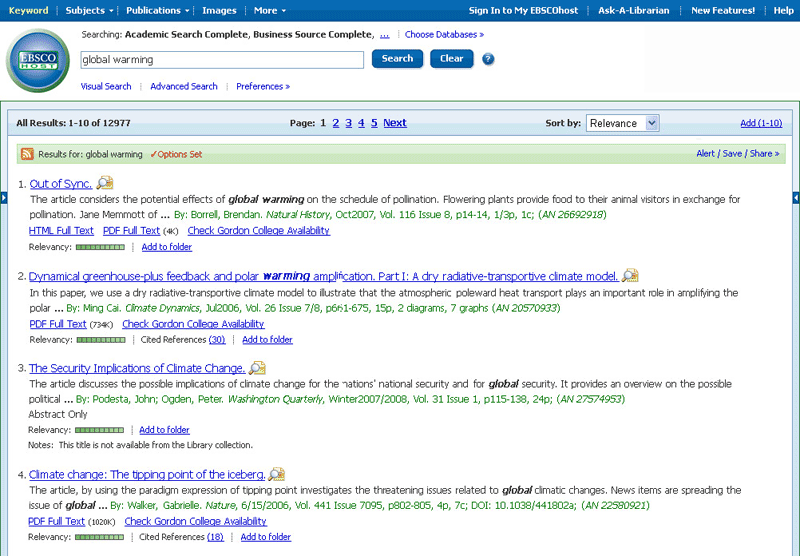 Keyword Subjects Publications Images More Sign In to My EBSCOhost Ask-A-Librarian New Features! Help
Searching: Academic Search Complete, Business Source Complete, ... Choose Databases »
EBSCO HOST
global warming Search Clear ?
Visual Search Advanced Search Preferences »
All Results: 1-10 of 12977 Page: 1 2 3 4 5 Next Sort by: Relevance Add (1-10)
Results for: global warming ✓Options Set Alert / Save / Share »
1. Out of Sync.
The article considers the potential effects of global warming on the schedule of pollination. Flowering plants provide food to their animal visitors in exchange for
pollination. Jane Memmott of ... By: Borrell, Brendan. Natural History, Oct2007, Vol. 116 Issue 8, p14-14, 1/3p, 1c; (AN 26692918)
HTML Full Text PDF Full Text (4K) Check Gordon College Availability
Relevancy: Add to folder
2. Dynamical greenhouse-plus feedback and polar warming amplification. Part I: A dry radiative-transportive climate model.
In this paper, we use a dry radiative-transportive climate model to illustrate that the atmospheric poleward heat transport plays an important role in amplifying the
polar ... By: Ming Cai. Climate Dynamics, Jul2006, Vol. 26 Issue 7/8, p661-675, 15p, 2 diagrams, 7 graphs (AN 20570933)
PDF Full Text (734K) Check Gordon College Availability
Relevancy: Cited References (30) Add to folder
3. The Security Implications of Climate Change.
The article discusses the possible implications of climate change for the nations' national security and for global security. It provides an overview on the possible
political ... By: Podesta, John; Ogden, Peter. Washington Quarterly, Winter2007/2008, Vol. 31 Issue 1, p115-138, 24p; (AN 27574953)
Abstract Only
Relevancy: Add to folder
Notes: This title is not available from the Library collection.
4. Climate change: The tipping point of the iceberg.
The article, by using the paradigm expression of tipping point investigates the threatening issues related to global climatic changes. News items are spreading the
issue of global ... By: Walker, Gabrielle. Nature, 6/15/2006, Vol. 441 Issue 7095, p802-805, 4p, 7c; DOI: 10.1038/441802a; (AN 22580921)
PDF Full Text (1020K) Check Gordon College Availability
Relevancy: Cited References (18) Add to folder